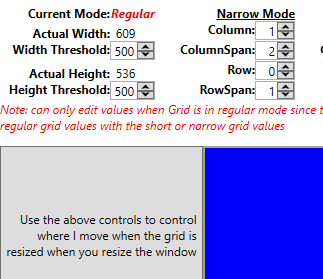 Current Mode: Regular
Actual Width: 609
Width Threshold: 500
Actual Height: 536
Height Threshold: 500
Narrow Mode
Column: 1
ColumnSpan: 2
Row: 0
RowSpan: 1
Note: can only edit values when Grid is in regular mode since
regular grid values with the short or narrow grid values
Use the above controls to control
where I move when the grid is
resized when you resize the window